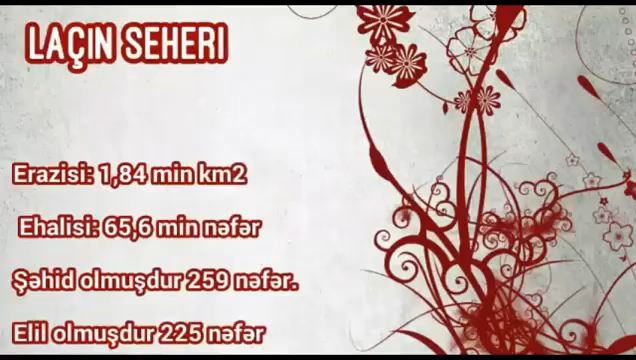 LAÇIN SEHERI
Erazisi: 1,84 min km2
Ehalisi: 65,6 min nəfər
Şəhid olmuşdur 259 nəfər.
Elil olmuşdur 225 nəfər